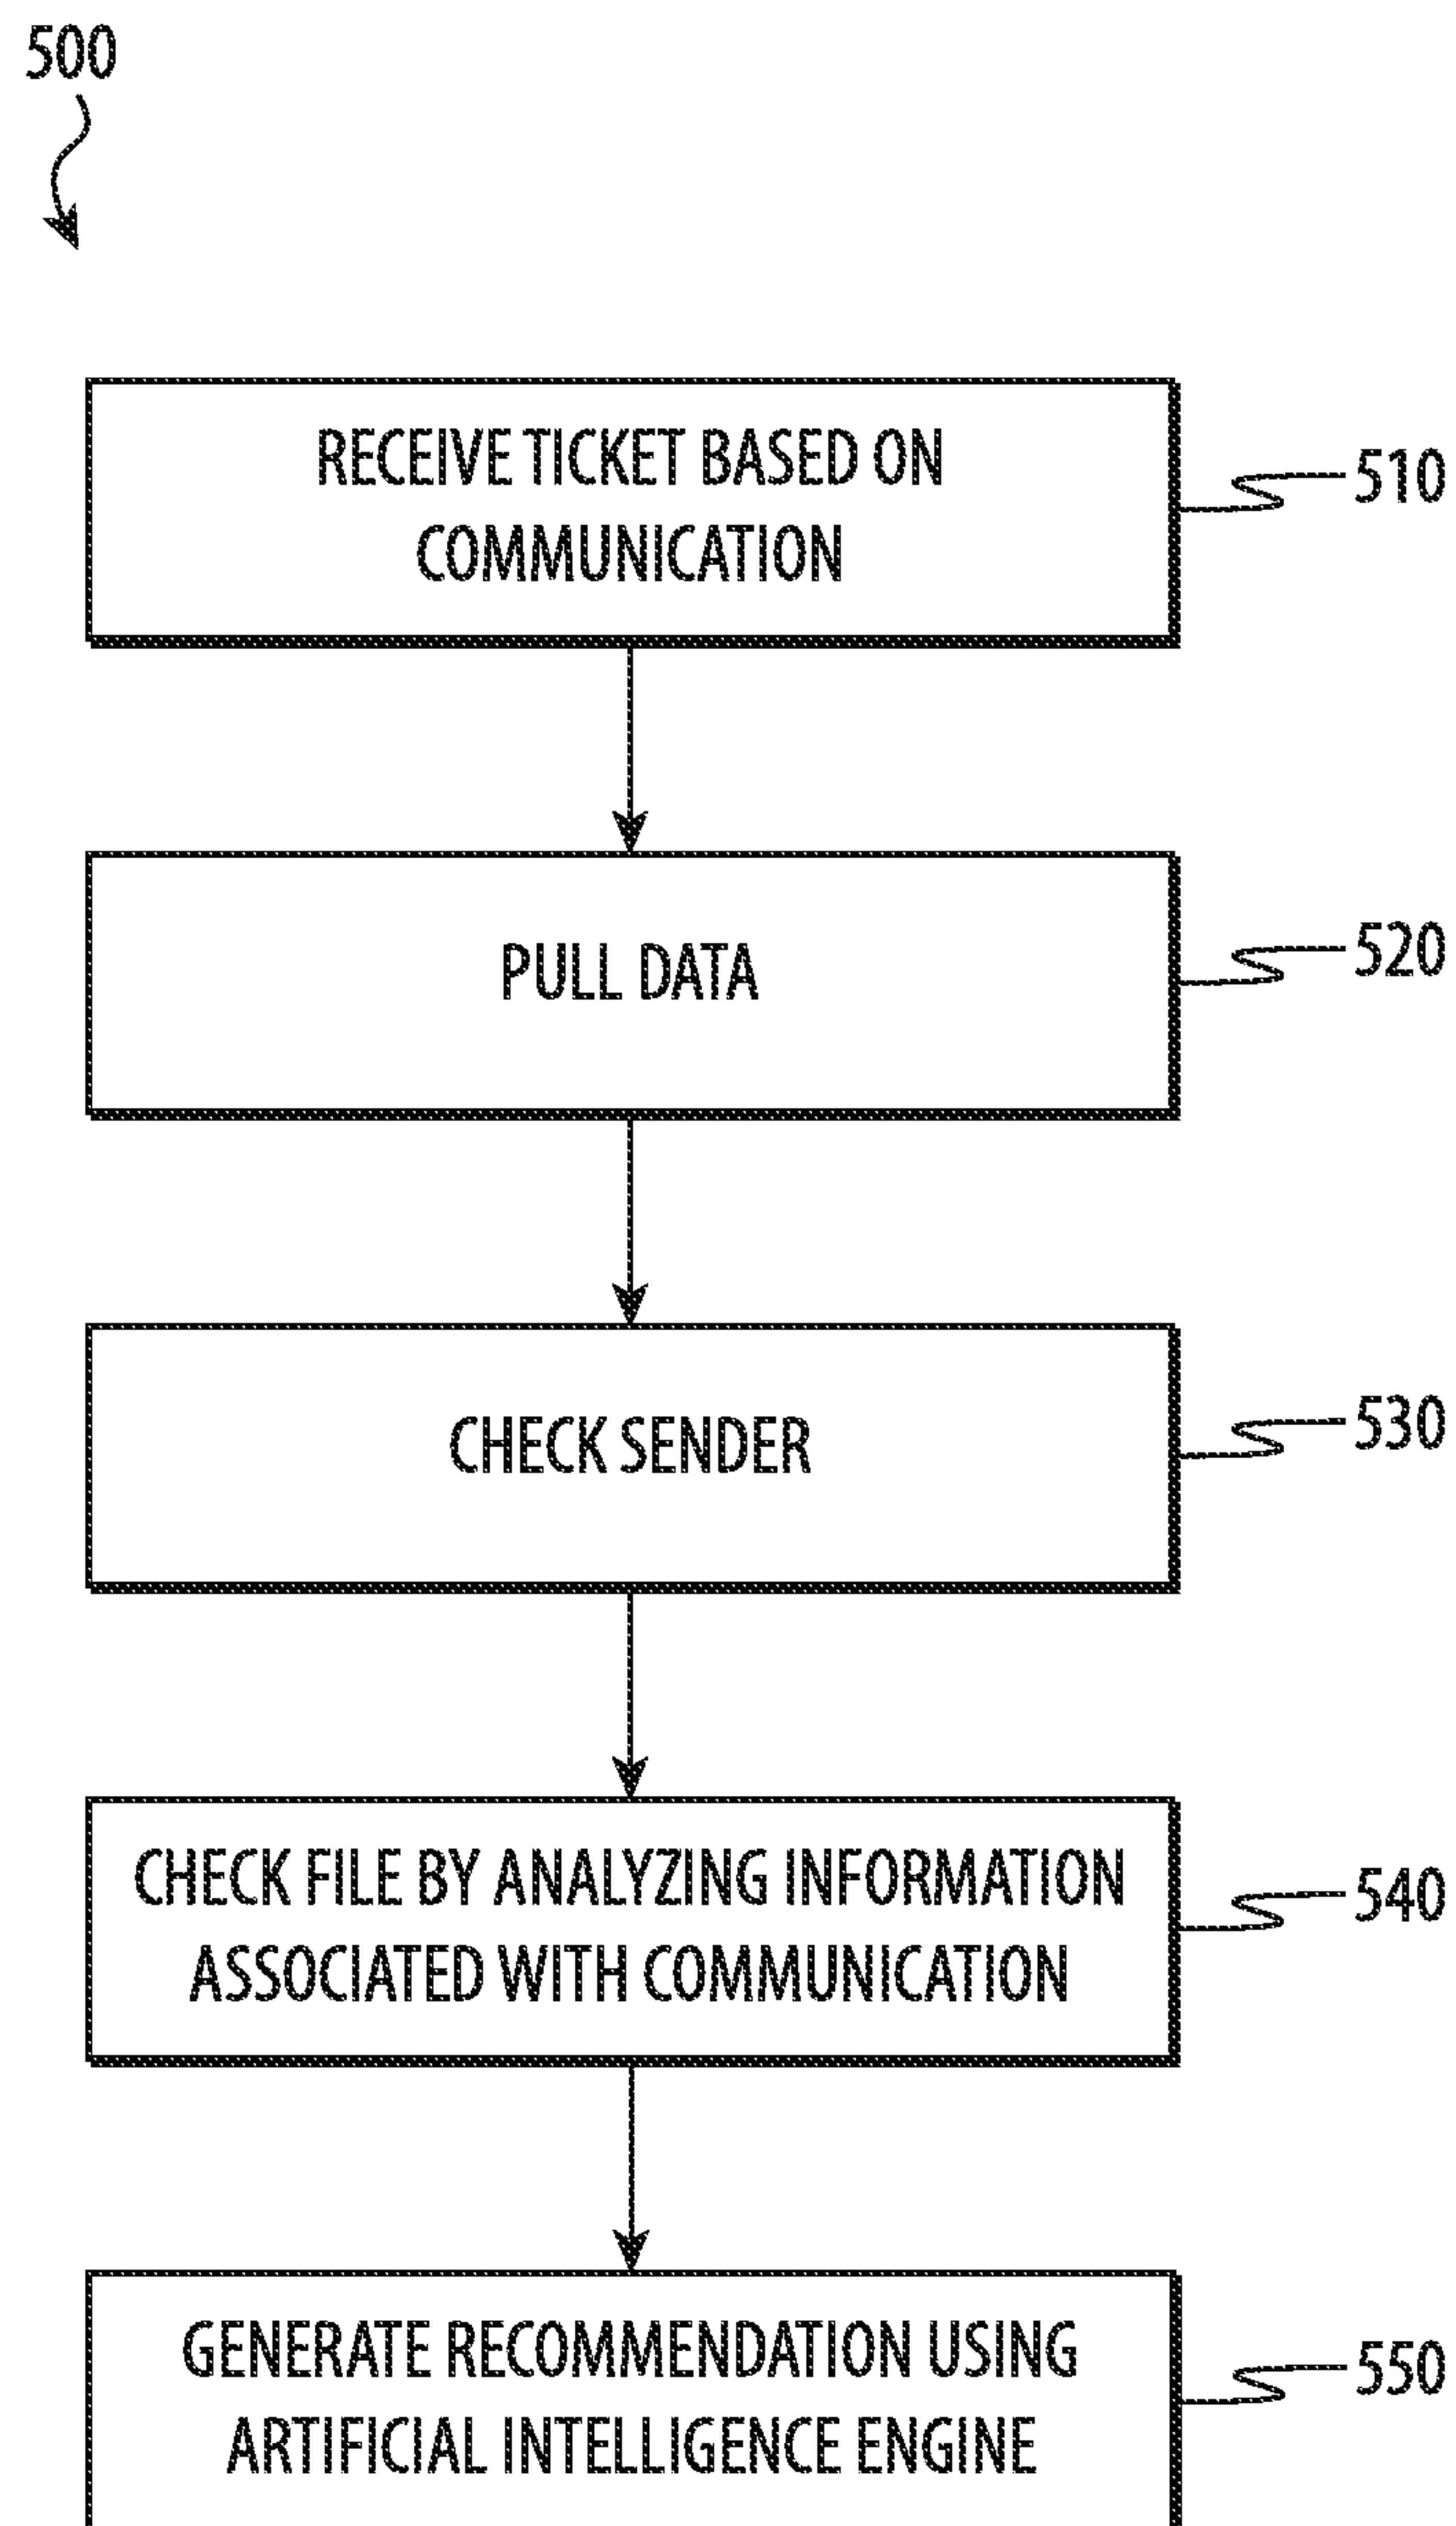 500
RECEIVE TICKET BASED ON
COMMUNICATION
510
PULL DATA
520
CHECK SENDER
530
CHECK FILE BY ANALYZING INFORMATION
ASSOCIATED WITH COMMUNICATION
540
GENERATE RECOMMENDATION USING
ARTIFICIAL INTELLIGENCE ENGINE
550